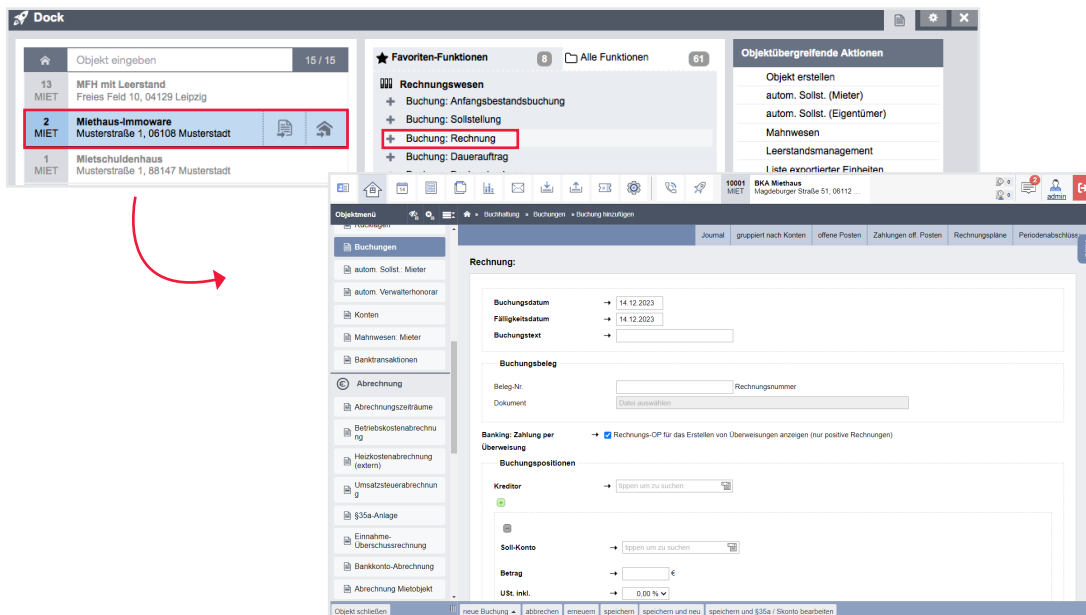 Dock
Objekt eingeben
15 / 15
13
MIET
MFH mit Leerstand
Freies Feld 10, 04129 Leipzig
2
MIET
Miethaus-Immoware
Musterstraße 1, 06108 Musterstadt
1
MIET
Mietschuldenhaus
Musterstraße 1, 88147 Musterstadt
Favoriten-Funktionen
8
Alle Funktionen
61
Rechnungswesen
Buchung: Anfangsbestandsbuchung
Buchung: Sollstellung
Buchung: Rechnung
Buchung: Dauerauftrag
Objektübergreifende Aktionen
Objekt erstellen
autom. Sollst. (Mieter)
autom. Sollst. (Eigentümer)
Mahnwesen
Leerstandsmanagement
Liste exportierter Einheiten
10001
MIET
BKA Miethaus
Magdeburger Straße 51, 06112 ...
0
0
2
admin
Objektmenü
» Buchhaltung » Buchungen » Buchung hinzufügen
Journal
gruppiert nach Konten
offene Posten
Zahlungen off. Posten
Rechnungspläne
Periodenabschlüsse
Rücklagen
Buchungen
autom. Sollst.: Mieter
autom. Verwalterhonorar
Konten
Mahnwesen: Mieter
Banktransaktionen
Abrechnung
Abrechnungszeiträume
Betriebskostenabrechnu
ng
Heizkostenabrechnung
(extern)
Umsatzsteuerabrechnun
g
§35a-Anlage
Einnahme-
Überschussrechnung
Bankkonto-Abrechnung
Abrechnung Mietobjekt
Rechnung:
Buchungsdatum
14.12.2023
Fälligkeitsdatum
14.12.2023
Buchungstext
Buchungsbeleg
Beleg-Nr.
Rechnungsnummer
Dokument
Datei auswählen
Banking: Zahlung per
Überweisung
Rechnungs-OP für das Erstellen von Überweisungen anzeigen (nur positive Rechnungen)
Buchungspositionen
Kreditor
tippen um zu suchen
Soll-Konto
tippen um zu suchen
Betrag
€
USt. inkl.
0,00 %
Objekt schließen
neue Buchung
abbrechen
erneuern
speichern
speichern und neu
speichern und §35a / Skonto bearbeiten